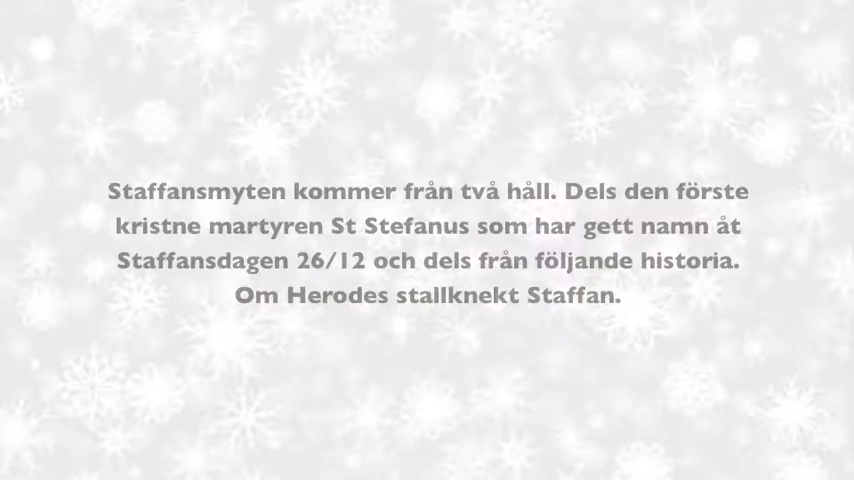 Staffansmyten kommer från två håll. Dels den förste
kristne martyren St Stefanus som har gett namn åt
Staffansdagen 26/12 och dels från följande historia.
Om Herodes stallknekt Staffan.